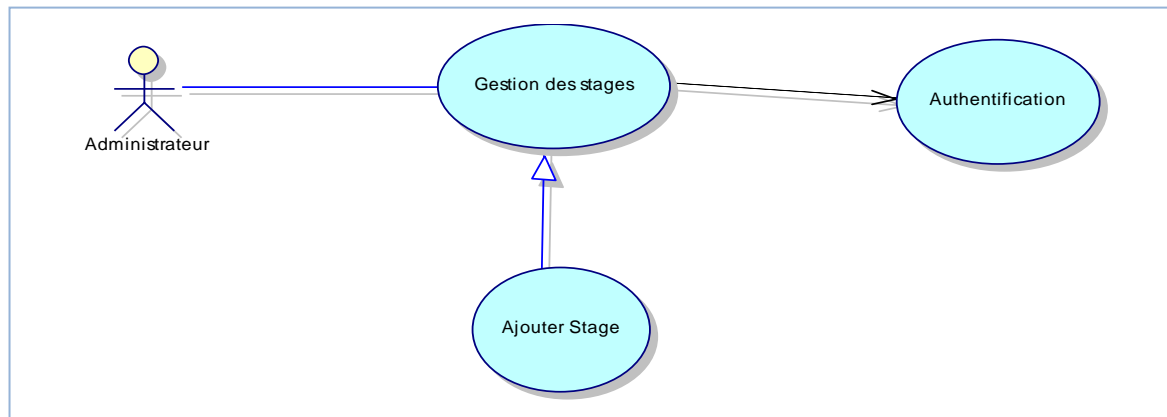 Gestion des stages
Authentification
Administrateur
Ajouter Stage